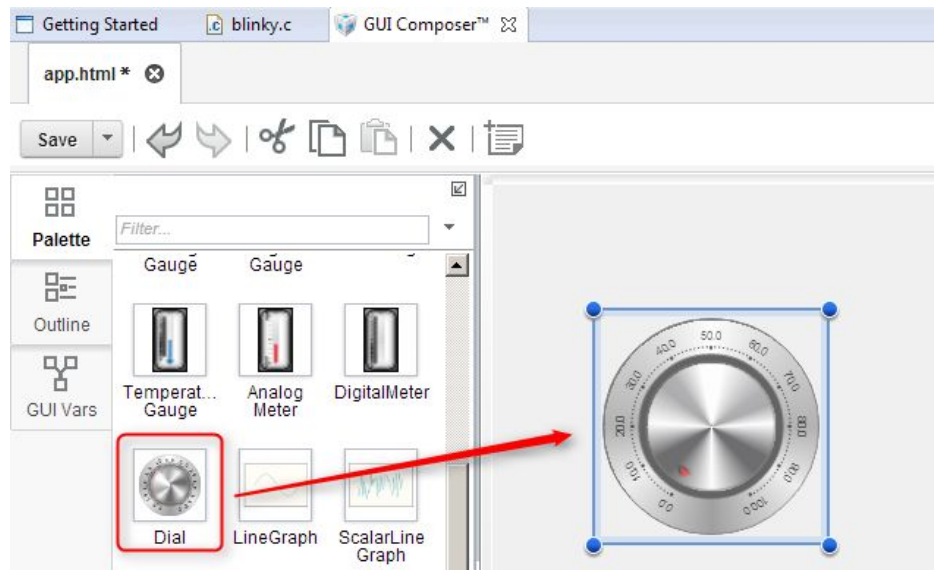 Getting Started
.c blinky.c
GUI Composer™
app.html *
Save
Palette
Outline
GUI Vars
Filter...
Gauge
Gauge
Temperat... Gauge
Analog Meter
DigitalMeter
Dial
LineGraph
ScalarLine Graph
0.0
10.0
20.0
30.0
40.0
50.0
60.0
70.0
80.0
90.0
100.0